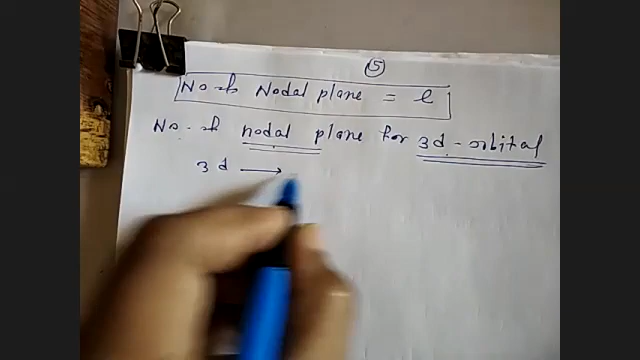 ⑤
No. of Nodal plane = l
No. of nodal plane for 3d-orbital
3d ⟶